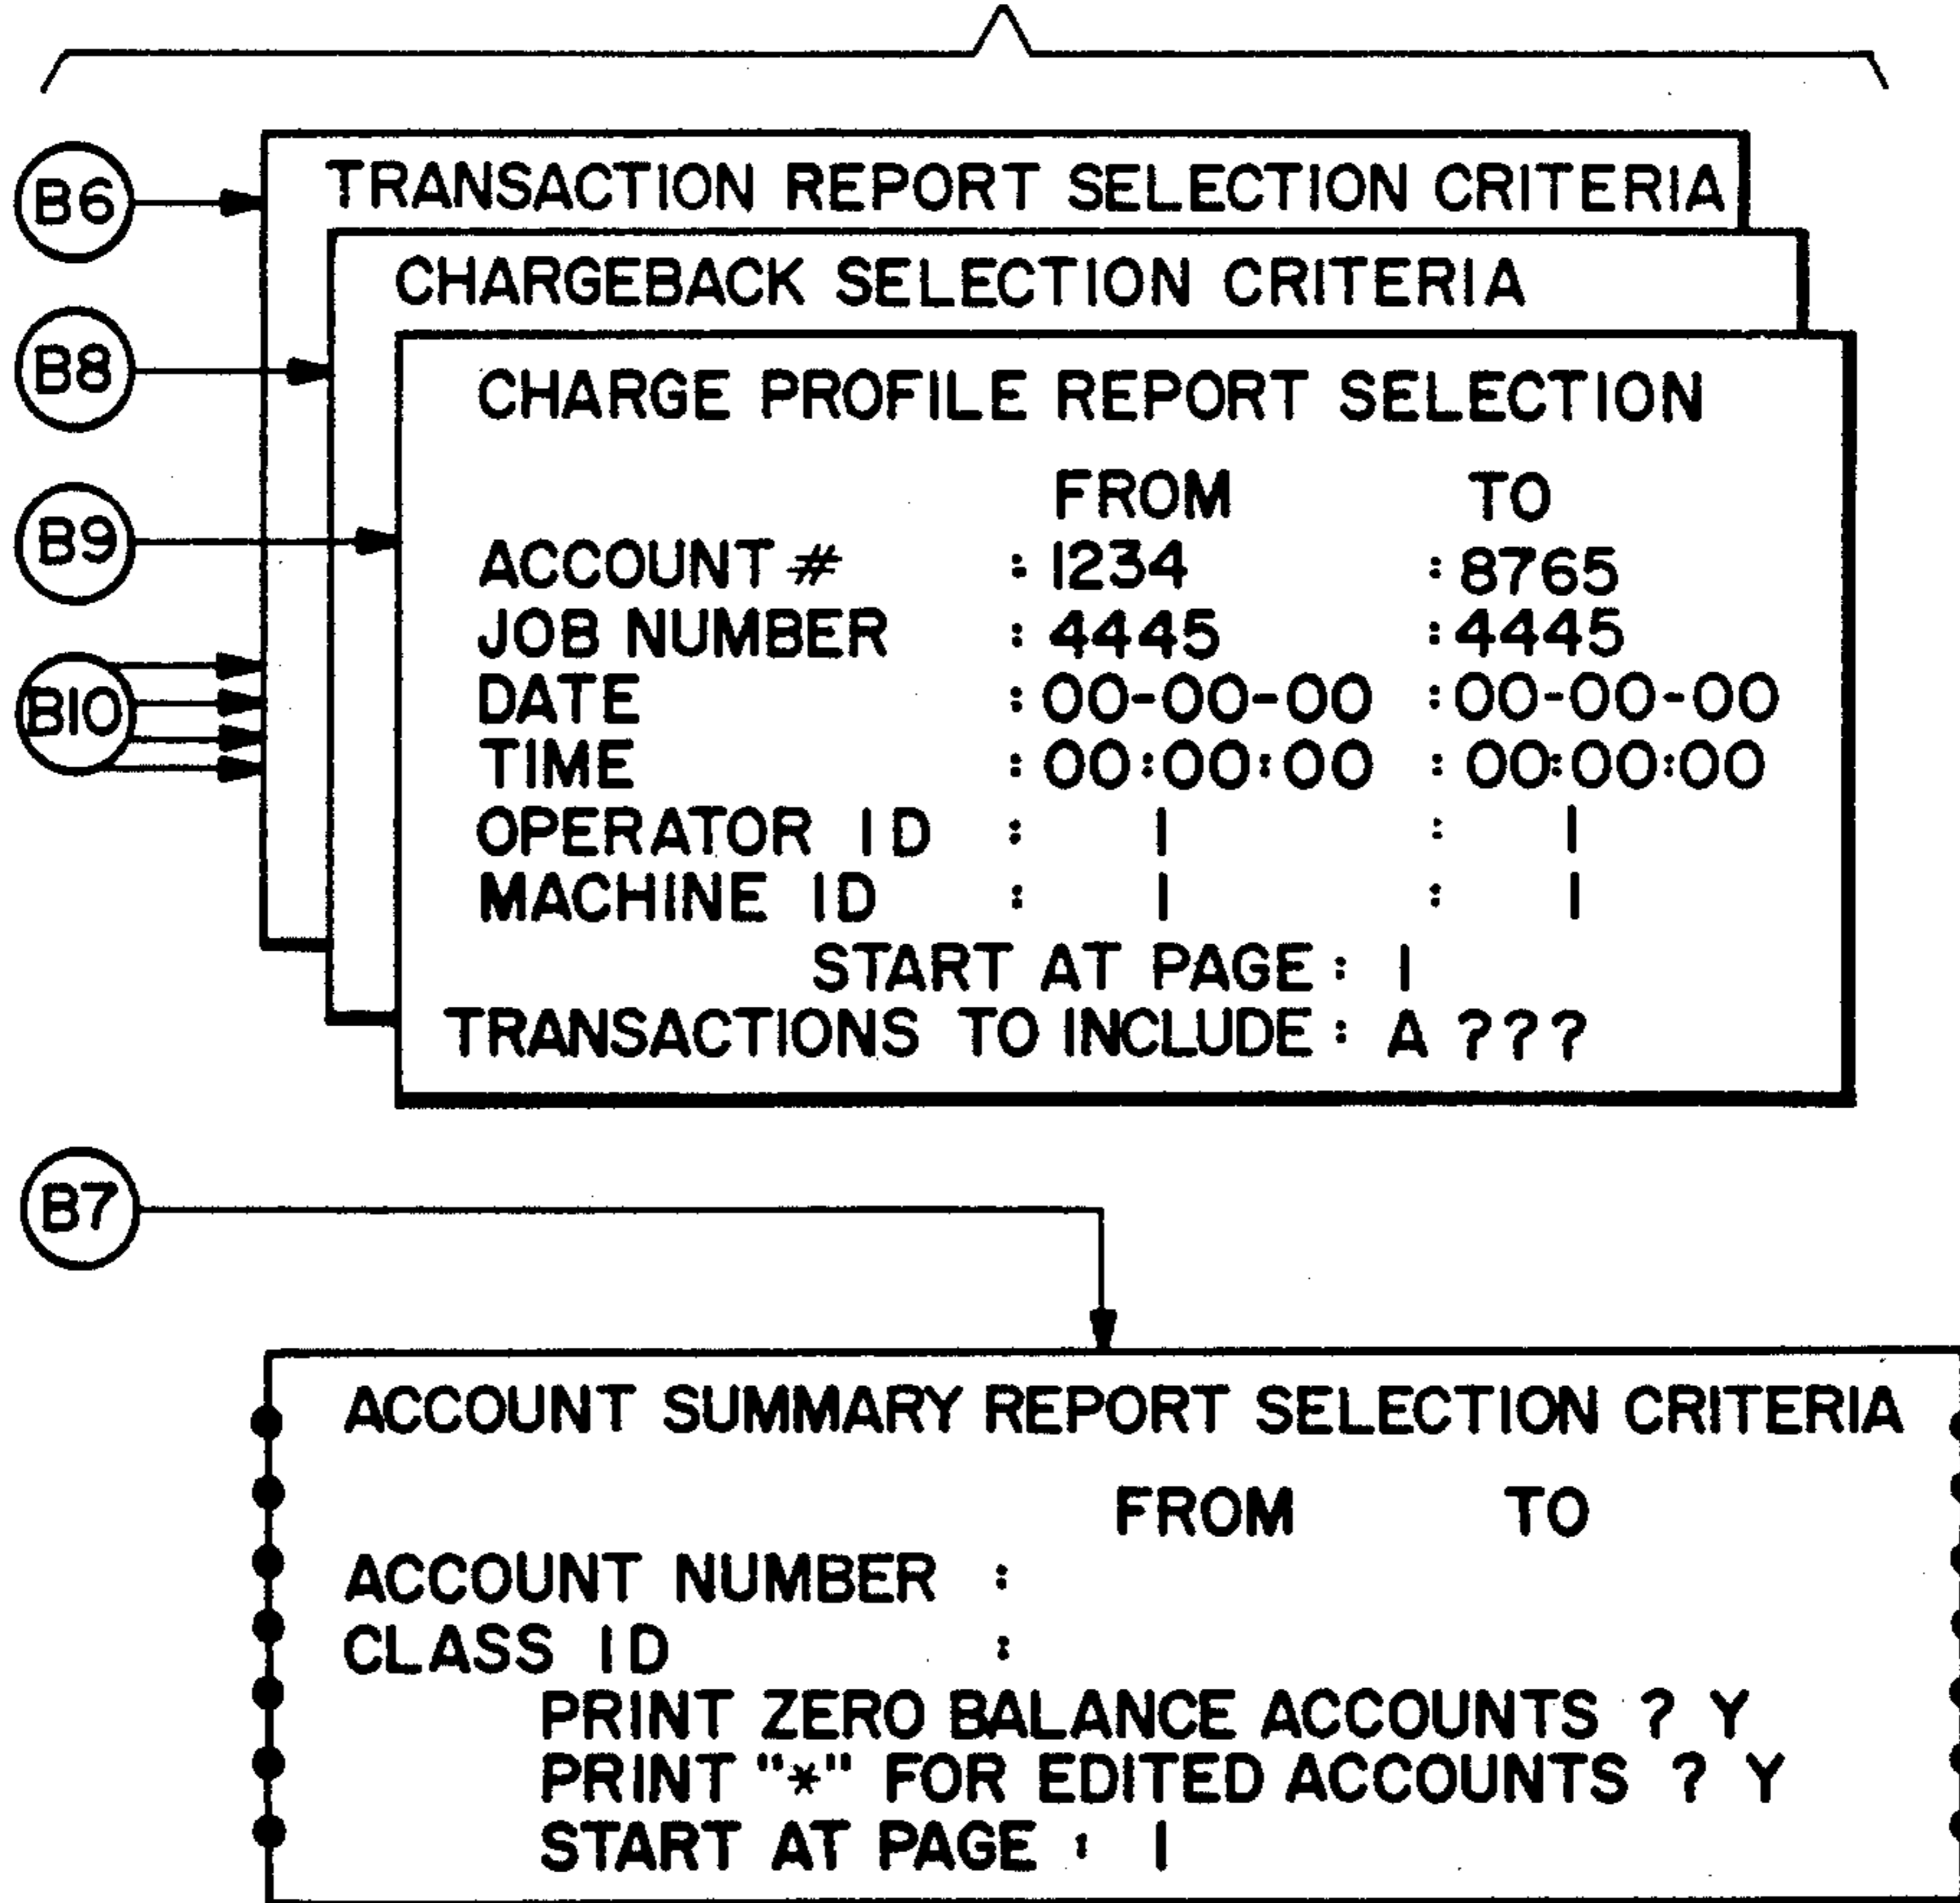 B6
TRANSACTION REPORT SELECTION CRITERIA
B8
CHARGEBACK SELECTION CRITERIA
B9
CHARGE PROFILE REPORT SELECTION
FROM TO
ACCOUNT # : 1234 : 8765
JOB NUMBER : 4445 : 4445
DATE : 00-00-00 : 00-00-00
TIME : 00:00:00 : 00:00:00
OPERATOR ID : 1 : 1
MACHINE ID : 1 : 1
START AT PAGE : 1
TRANSACTIONS TO INCLUDE : A ???
B10
B7
ACCOUNT SUMMARY REPORT SELECTION CRITERIA
FROM TO
ACCOUNT NUMBER :
CLASS ID :
PRINT ZERO BALANCE ACCOUNTS ? Y
PRINT "*" FOR EDITED ACCOUNTS ? Y
START AT PAGE : 1